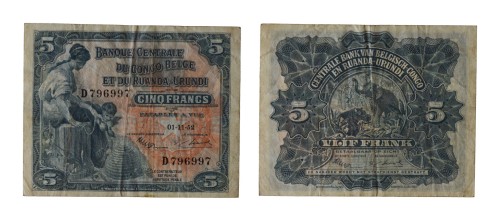 5
5
BANQUE CENTRALE
DU CONGO BELGE
ET DU RUANDA-URUNDI
D796997
CINQ FRANCS
PAYABLES A VUE
01-11-52
D796997
5
5
CENTRALE BANK VAN BELGISCH-CONGO
EN RUANDA-URUNDI
5
5
VIJF FRANK